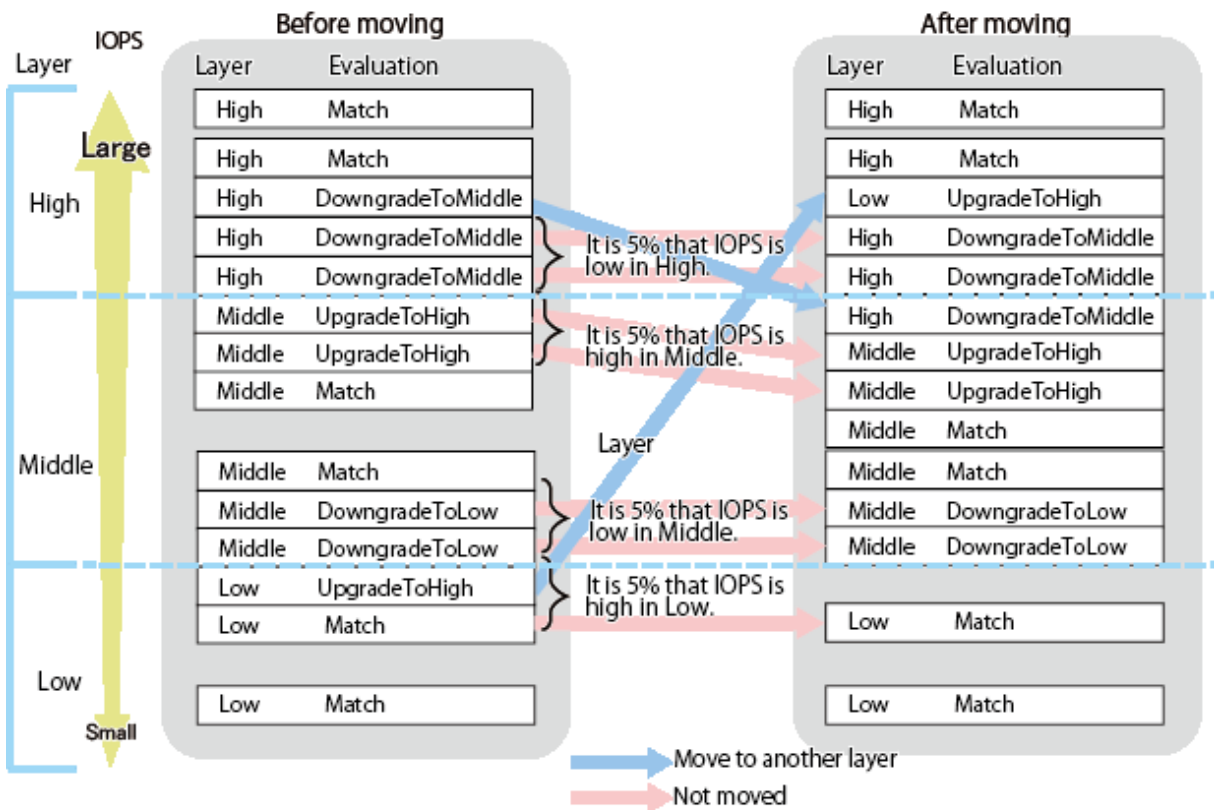 Before moving
After moving
IOPS
Layer
Layer Evaluation
Layer Evaluation
High Match
High Match
Large
High Match
High Match
High
High DowngradeToMiddle
Low UpgradeToHigh
High DowngradeToMiddle
It is 5% that IOPS is
low in High.
High DowngradeToMiddle
High DowngradeToMiddle
High DowngradeToMiddle
Middle UpgradeToHigh
It is 5% that IOPS is
high in Middle.
High DowngradeToMiddle
Middle UpgradeToHigh
Middle UpgradeToHigh
Middle Match
Middle UpgradeToHigh
Layer
Middle Match
Middle
Middle Match
Middle Match
Middle DowngradeToLow
It is 5% that IOPS is
low in Middle.
Middle DowngradeToLow
Middle DowngradeToLow
Middle DowngradeToLow
Low UpgradeToHigh
It is 5% that IOPS is
high in Low.
Low Match
Low Match
Low
Low Match
Low Match
Small
Move to another layer
Not moved